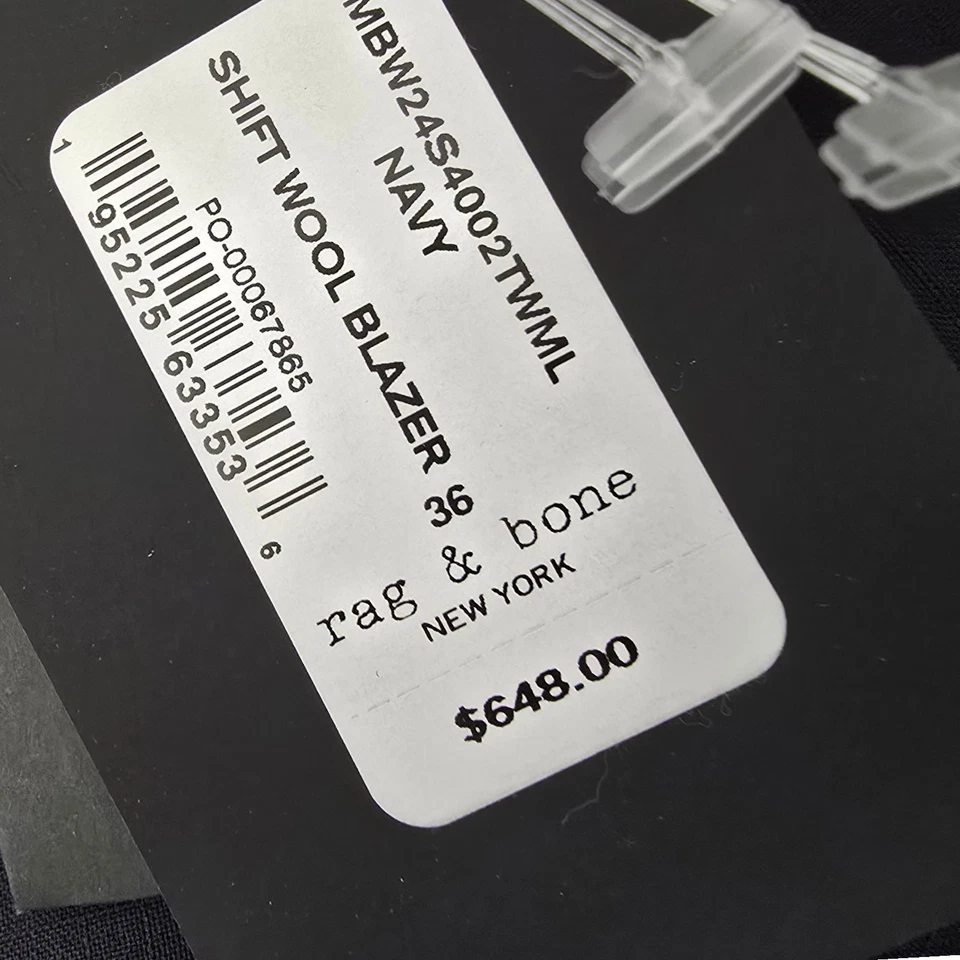 MBW24S4002TWML
NAVY
SHIFT WOOL BLAZER
PO-00067865
1 95225 63353 6
36
rag & bone
NEW YORK
$648.00